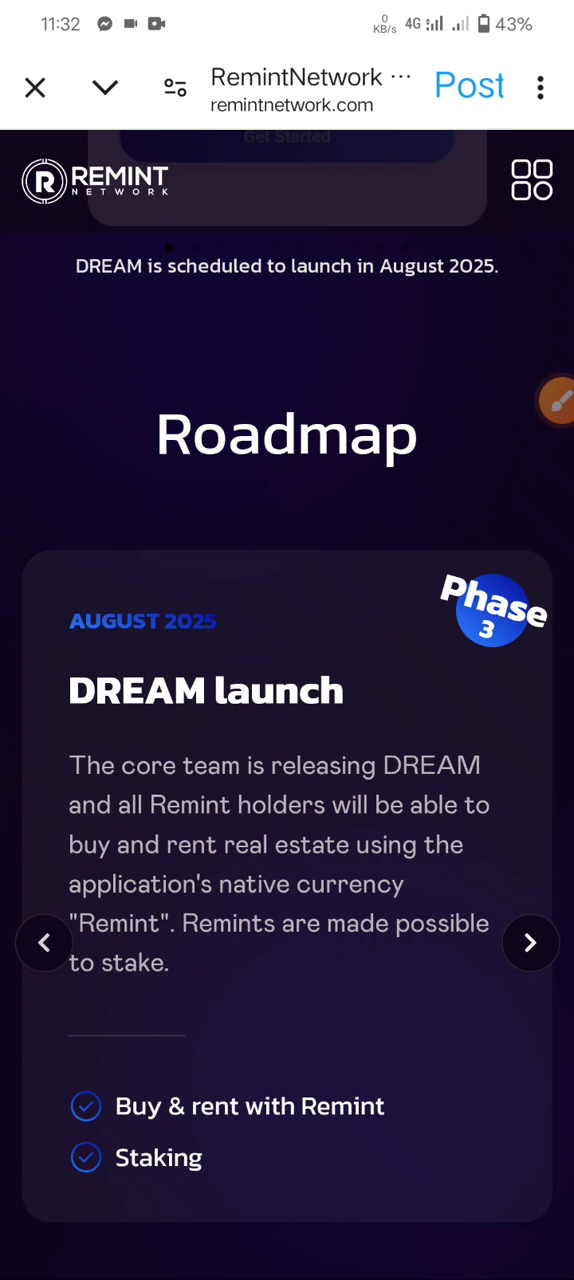 11:32
0
KB/s
4G
43%
RemintNetwork ...
remintnetwork.com
Post
Get Started
R REMINT
NETWORK
DREAM is scheduled to launch in August 2025.
Roadmap
Phase
3
AUGUST 2025
DREAM launch
The core team is releasing DREAM
and all Remint holders will be able to
buy and rent real estate using the
application's native currency
"Remint". Remints are made possible
to stake.
Buy & rent with Remint
Staking